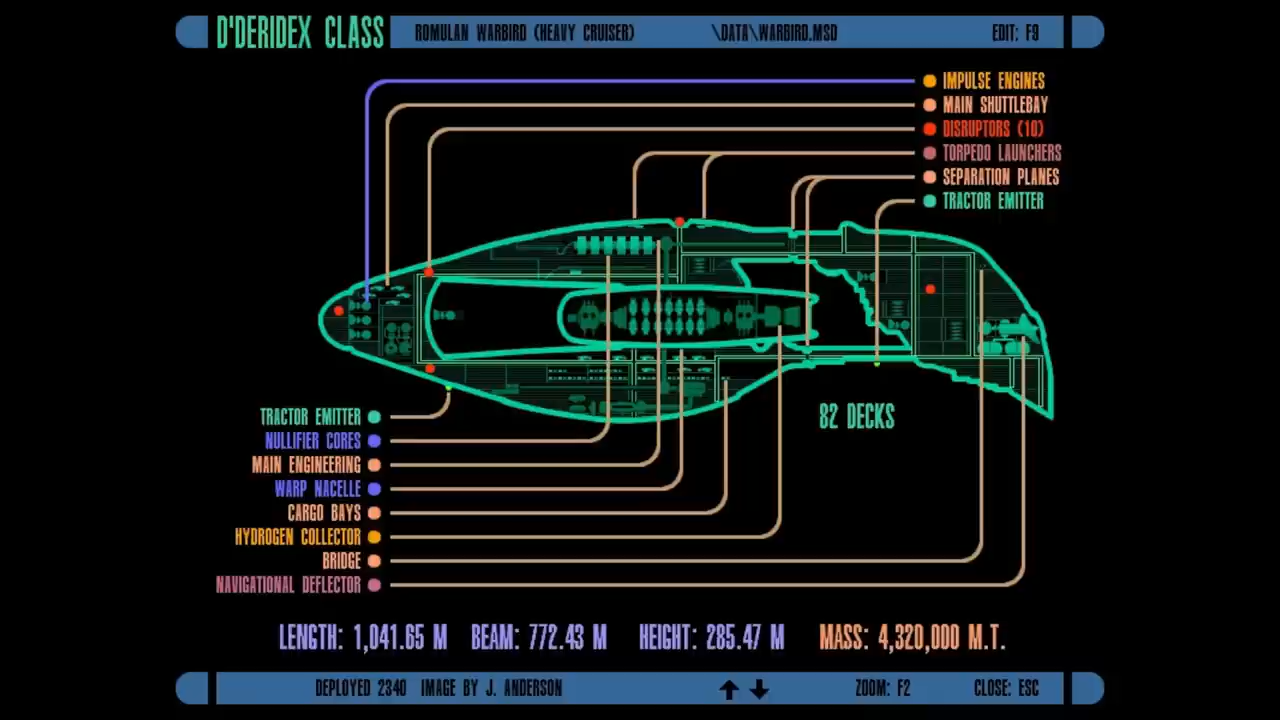 D'DERIDEX CLASS
ROMULAN WARBIRD (HEAVY CRUISER)
\DATA\WARBIRD.MSD
EDIT: F9
IMPULSE ENGINES
MAIN SHUTTLEBAY
DISRUPTORS (10)
TORPEDO LAUNCHERS
SEPARATION PLANES
TRACTOR EMITTER
82 DECKS
TRACTOR EMITTER
NULLIFIER CORES
MAIN ENGINEERING
WARP NACELLE
CARGO BAYS
HYDROGEN COLLECTOR
BRIDGE
NAVIGATIONAL DEFLECTOR
LENGTH: 1,041.65 M BEAM: 772.43 M HEIGHT: 285.47 M MASS: 4,320,000 M.T.
DEPLOYED 2340 IMAGE BY J. ANDERSON
ZOOM: F2
CLOSE: ESC